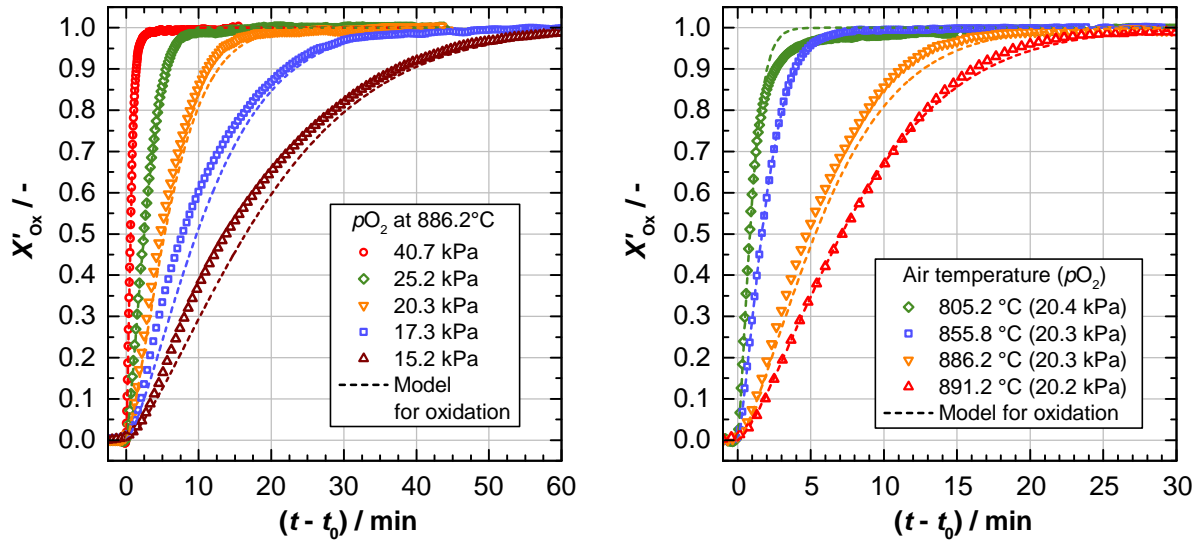 1.0
0.9
0.8
0.7
0.6
0.5
0.4
0.3
0.2
0.1
0.0
X'ox / -
pO2 at 886.2°C
40.7 kPa
25.2 kPa
20.3 kPa
17.3 kPa
15.2 kPa
Model
for oxidation
0 10 20 30 40 50 60
(t - t0) / min
1.0
0.9
0.8
0.7
0.6
0.5
0.4
0.3
0.2
0.1
0.0
X'ox / -
Air temperature (pO2)
805.2 °C (20.4 kPa)
855.8 °C (20.3 kPa)
886.2 °C (20.3 kPa)
891.2 °C (20.2 kPa)
Model for oxidation
0 5 10 15 20 25 30
(t - t0) / min